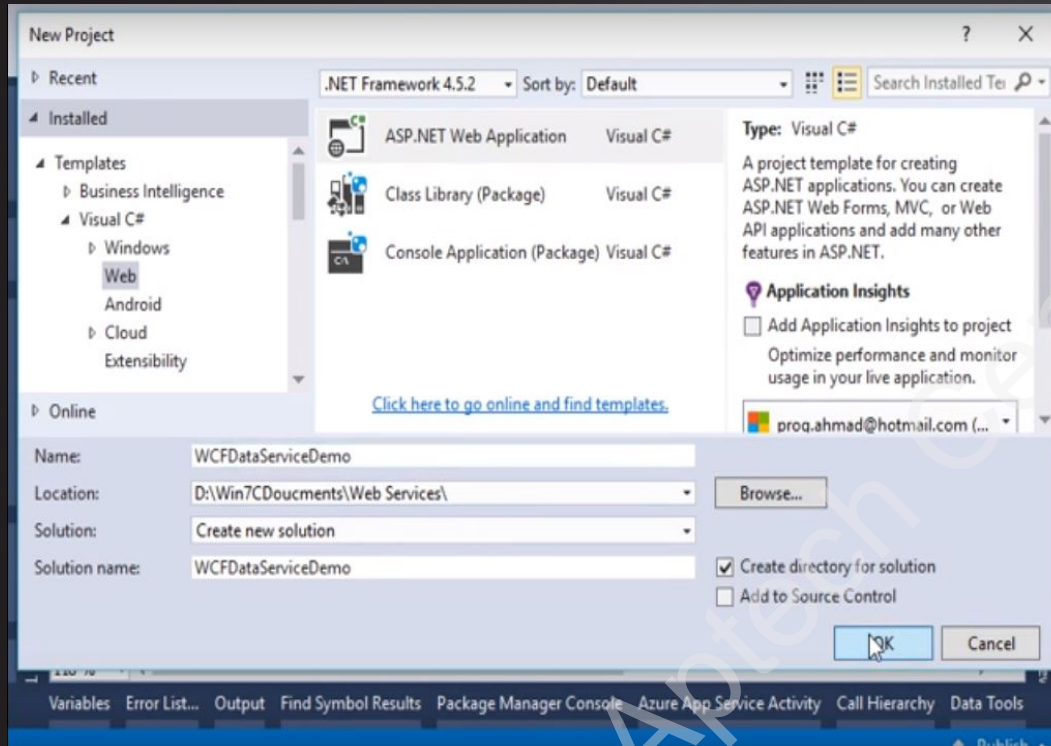 New Project
? X
Recent
Installed
Templates
Business Intelligence
Visual C#
Windows
Web
Android
Cloud
Extensibility
Online
.NET Framework 4.5.2 Sort by: Default
Search Installed Te
ASP.NET Web Application Visual C#
Class Library (Package) Visual C#
Console Application (Package) Visual C#
Click here to go online and find templates.
Type: Visual C#
A project template for creating
ASP.NET applications. You can create
ASP.NET Web Forms, MVC, or Web
API applications and add many other
features in ASP.NET.
Application Insights
Add Application Insights to project
Optimize performance and monitor
usage in your live application.
prog.ahmad@hotmail.com (...
Name: WCFDataServiceDemo
Location: D:\Win7CDoucments\Web Services\ Browse...
Solution: Create new solution
Solution name: WCFDataServiceDemo
Create directory for solution
Add to Source Control
OK Cancel
110 %
Variables Error List... Output Find Symbol Results Package Manager Console Azure App Service Activity Call Hierarchy Data Tools
Publish
Aptech